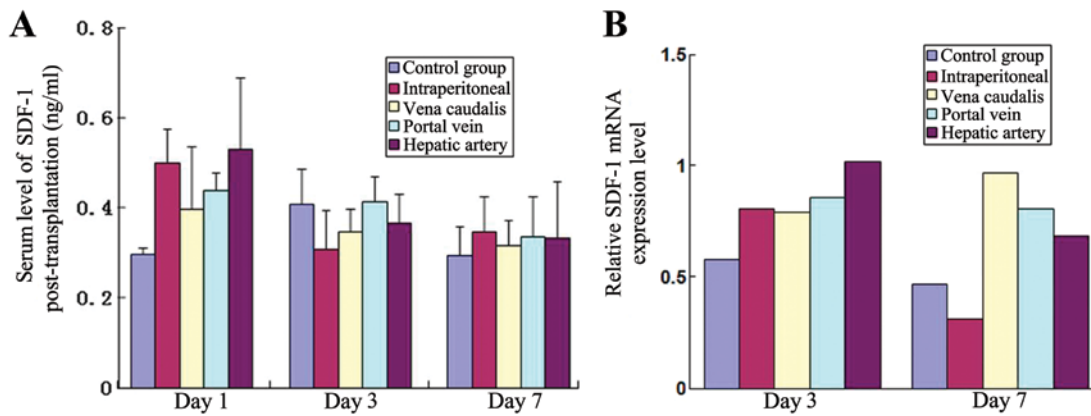 A
Serum level of SDF-1
post-transplantation (ng/ml)
0. 8
0. 6
0. 4
0. 2
0
Control group
Intraperitoneal
Vena caudalis
Portal vein
Hepatic artery
Day 1
Day 3
Day 7
B
Relative SDF-1 mRNA
expression level
1.5
1
0.5
0
Control group
Intraperitoneal
Vena caudalis
Portal vein
Hepatic artery
Day 3
Day 7